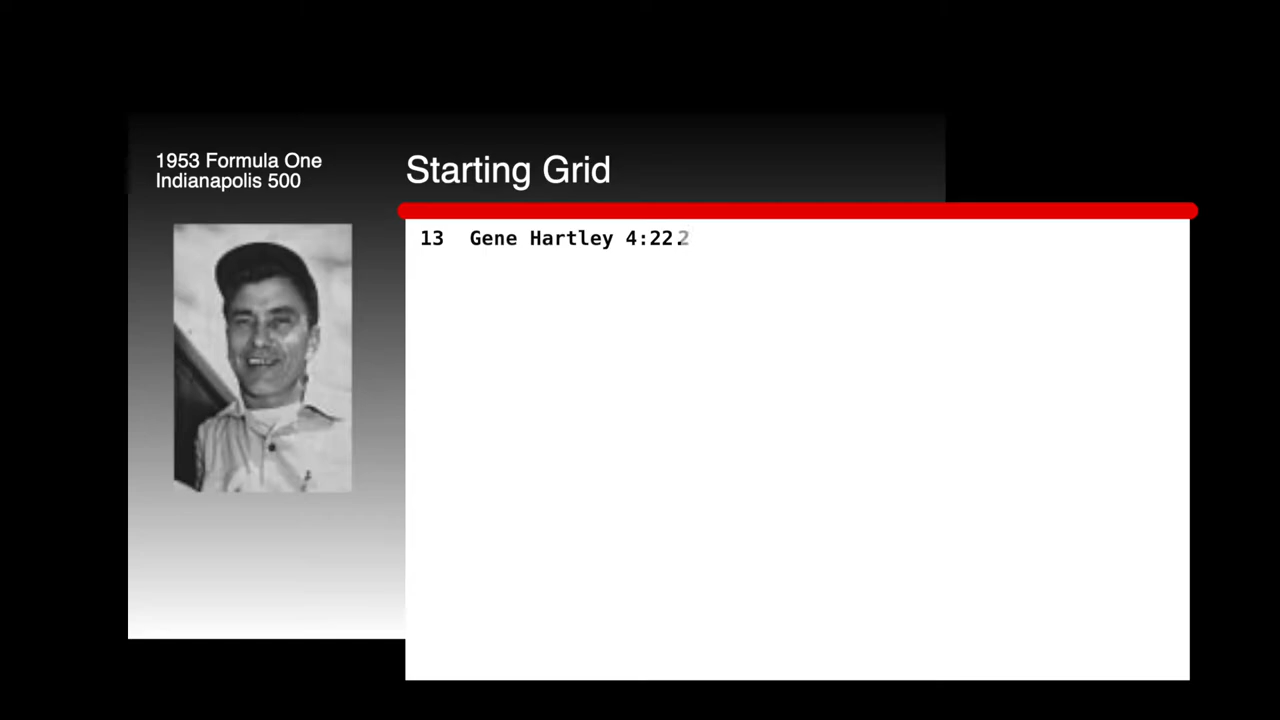 1953 Formula One
Indianapolis 500
Starting Grid
13 Gene Hartley 4:22.2